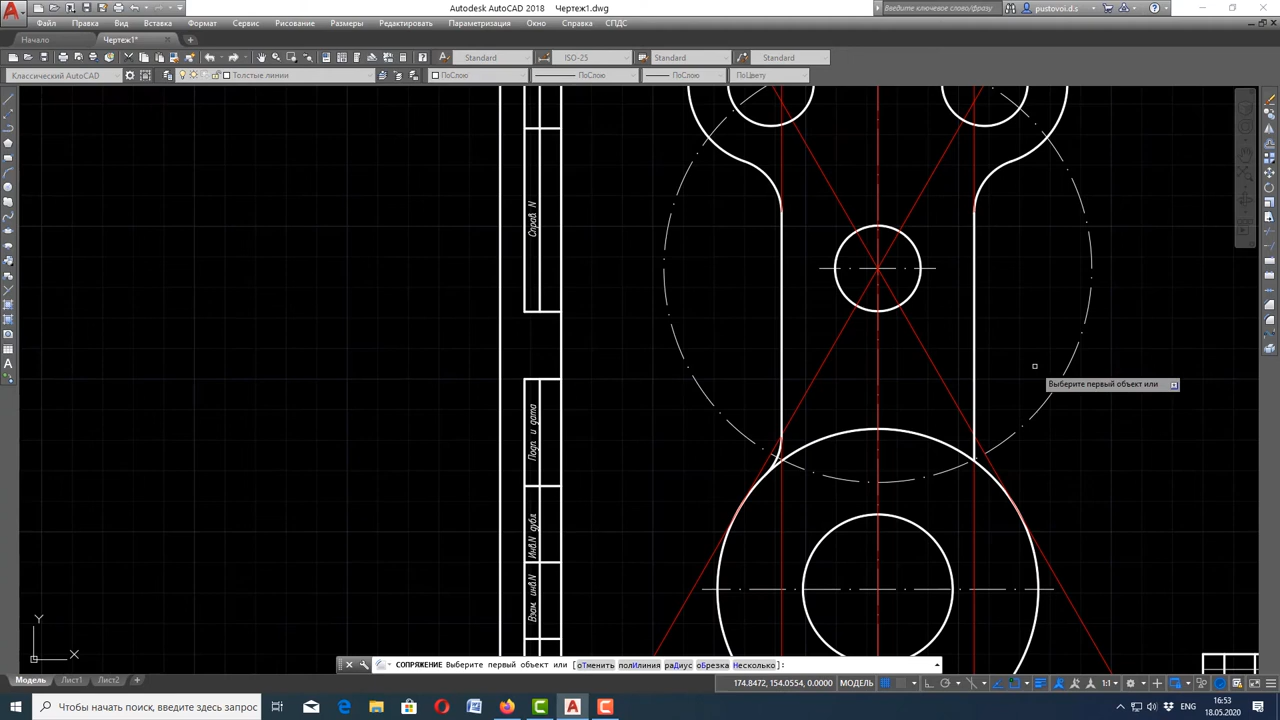 Autodesk AutoCAD 2018 Чертеж1.dwg
Введите ключевое слово/фразу
pustovoi.d.s
Файл Правка Вид Вставка Формат Сервис Рисование Размеры Редактировать Параметризация Окно Справка СПДС
Начало Чертеж1*
Standard ISO-25 Standard Standard
Классический AutoCAD Толстые линии ПоСлою ПоСлою ПоСлою ПоЦвету
Справ. N
Подп. и дата
Инв.N дубл.
Взам. инв.N
Выберите первый объект или
Y
X
СОПРЯЖЕНИЕ Выберите первый объект или [оТменить полИлиния раДиус оБрезка Несколько]:
Модель Лист1 Лист2 +
174.8472, 154.0554, 0.0000 МОДЕЛЬ 1:1
Чтобы начать поиск, введите запрос с
ENG
16:53
18.05.2020